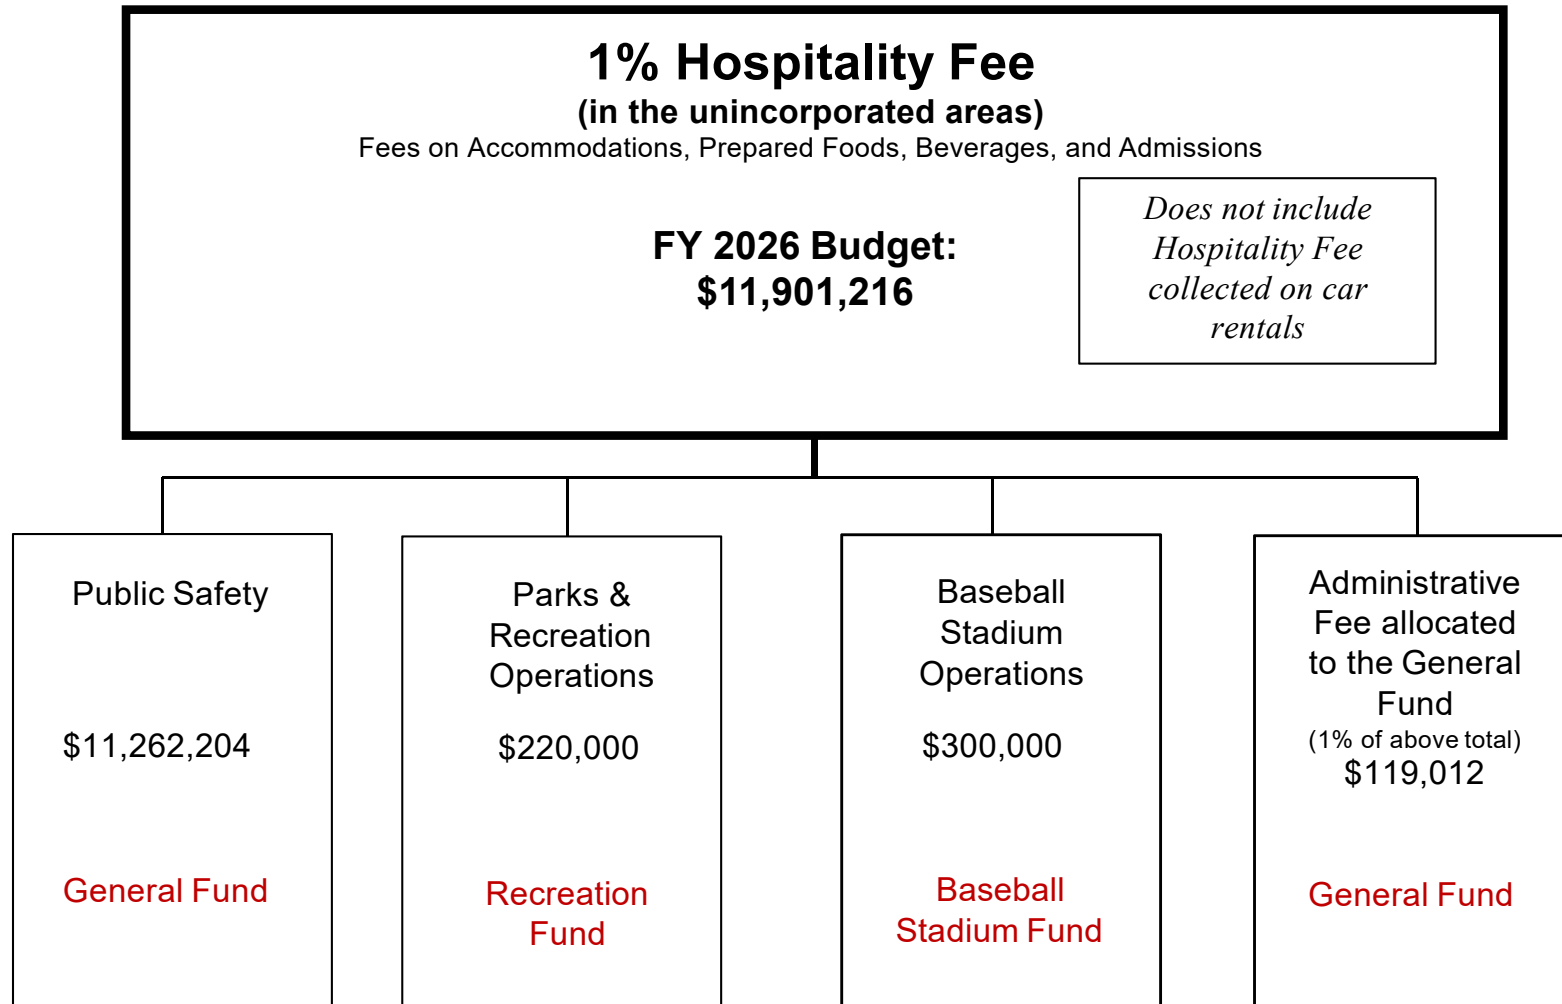 1% Hospitality Fee
(in the unincorporated areas)
Fees on Accommodations, Prepared Foods, Beverages, and Admissions
FY 2026 Budget:
$11,901,216
Does not include
Hospitality Fee
collected on car
rentals
Public Safety
$11,262,204
General Fund
Parks &
Recreation
Operations
$220,000
Recreation
Fund
Baseball
Stadium
Operations
$300,000
Baseball
Stadium Fund
Administrative
Fee allocated
to the General
Fund
(1% of above total)
$119,012
General Fund